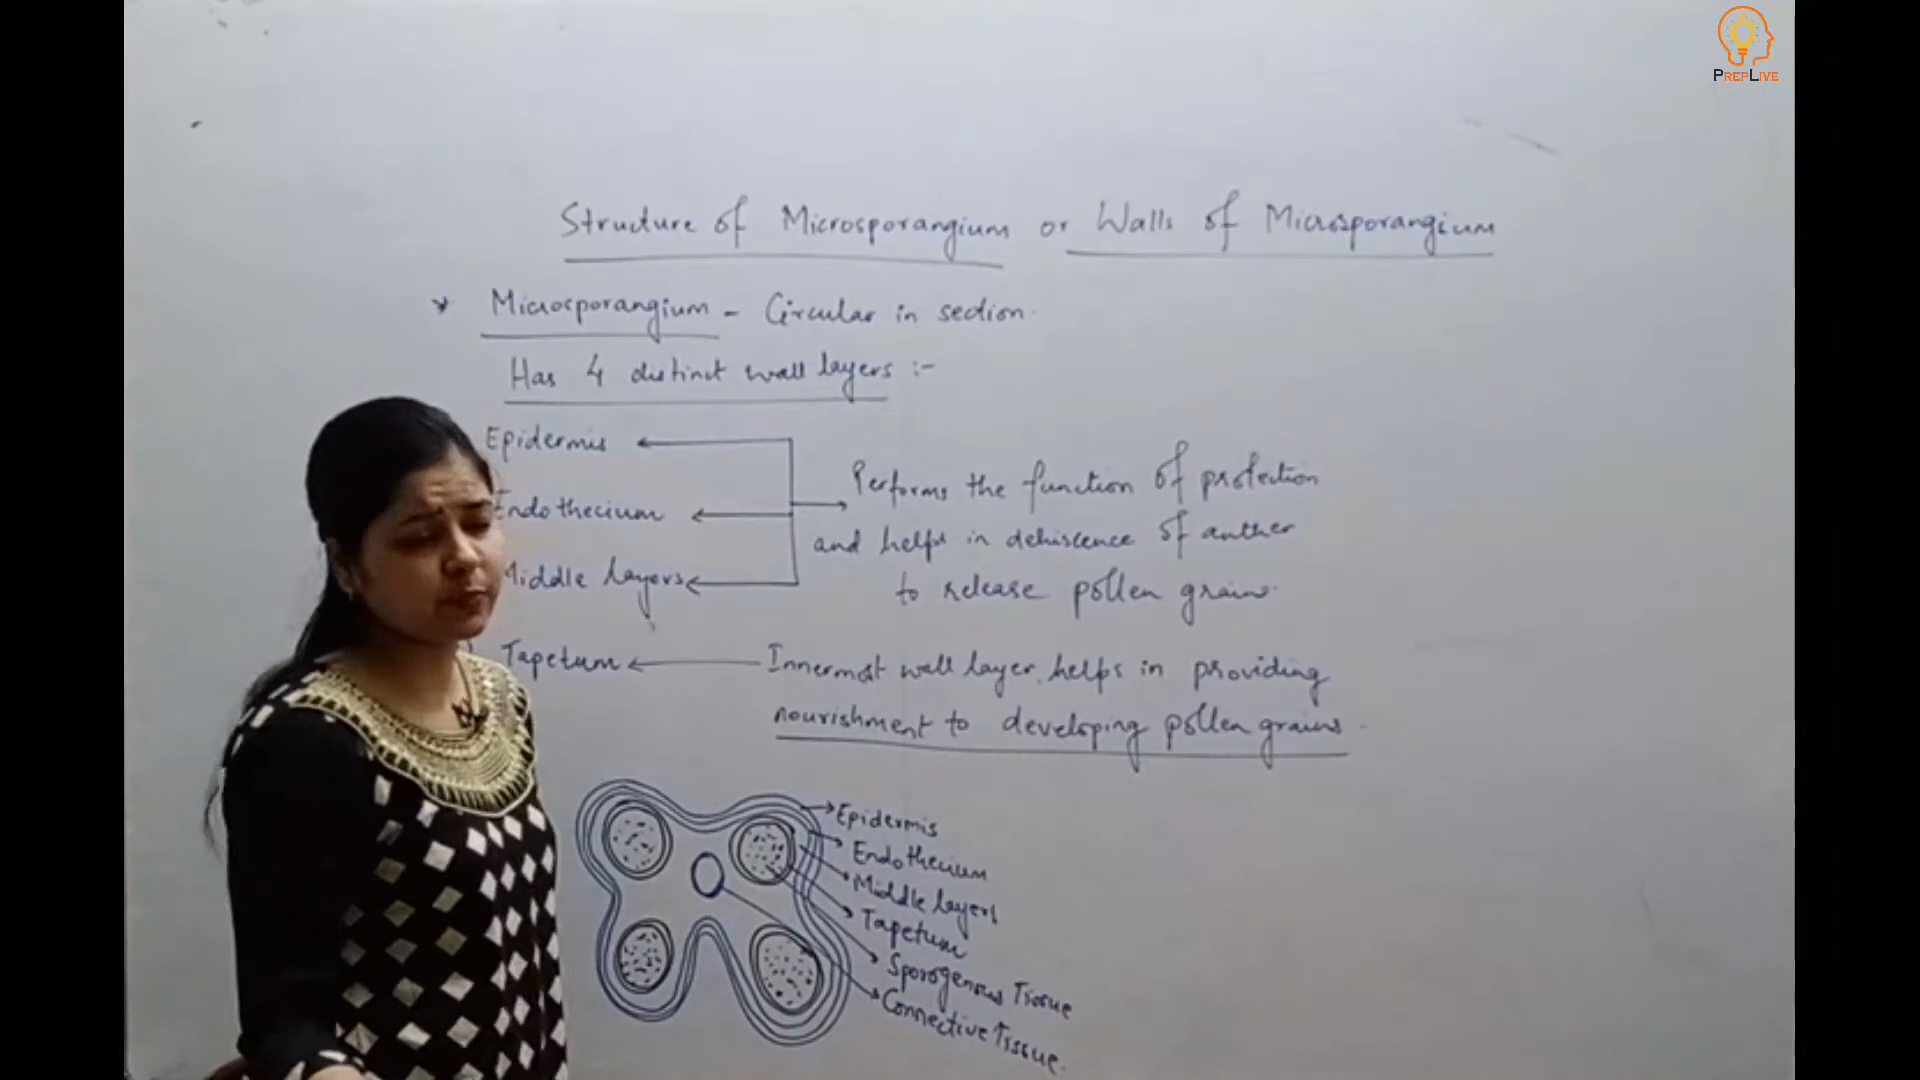 PREPLIVE
Structure of Microsporangium or Walls of Microsporangium
* Microsporangium - Circular in section.
Has 4 distinct wall layers :-
Epidermis
Performs the function of protection
Endothecium
and helps in dehiscence of anther
Middle layers
to release pollen grains.
Tapetum
Innermost wall layer, helps in providing
nourishment to developing pollen grains.
Epidermis
Endothecium
Middle layers
Tapetum
Sporogenous Tissue
Connective Tissue.